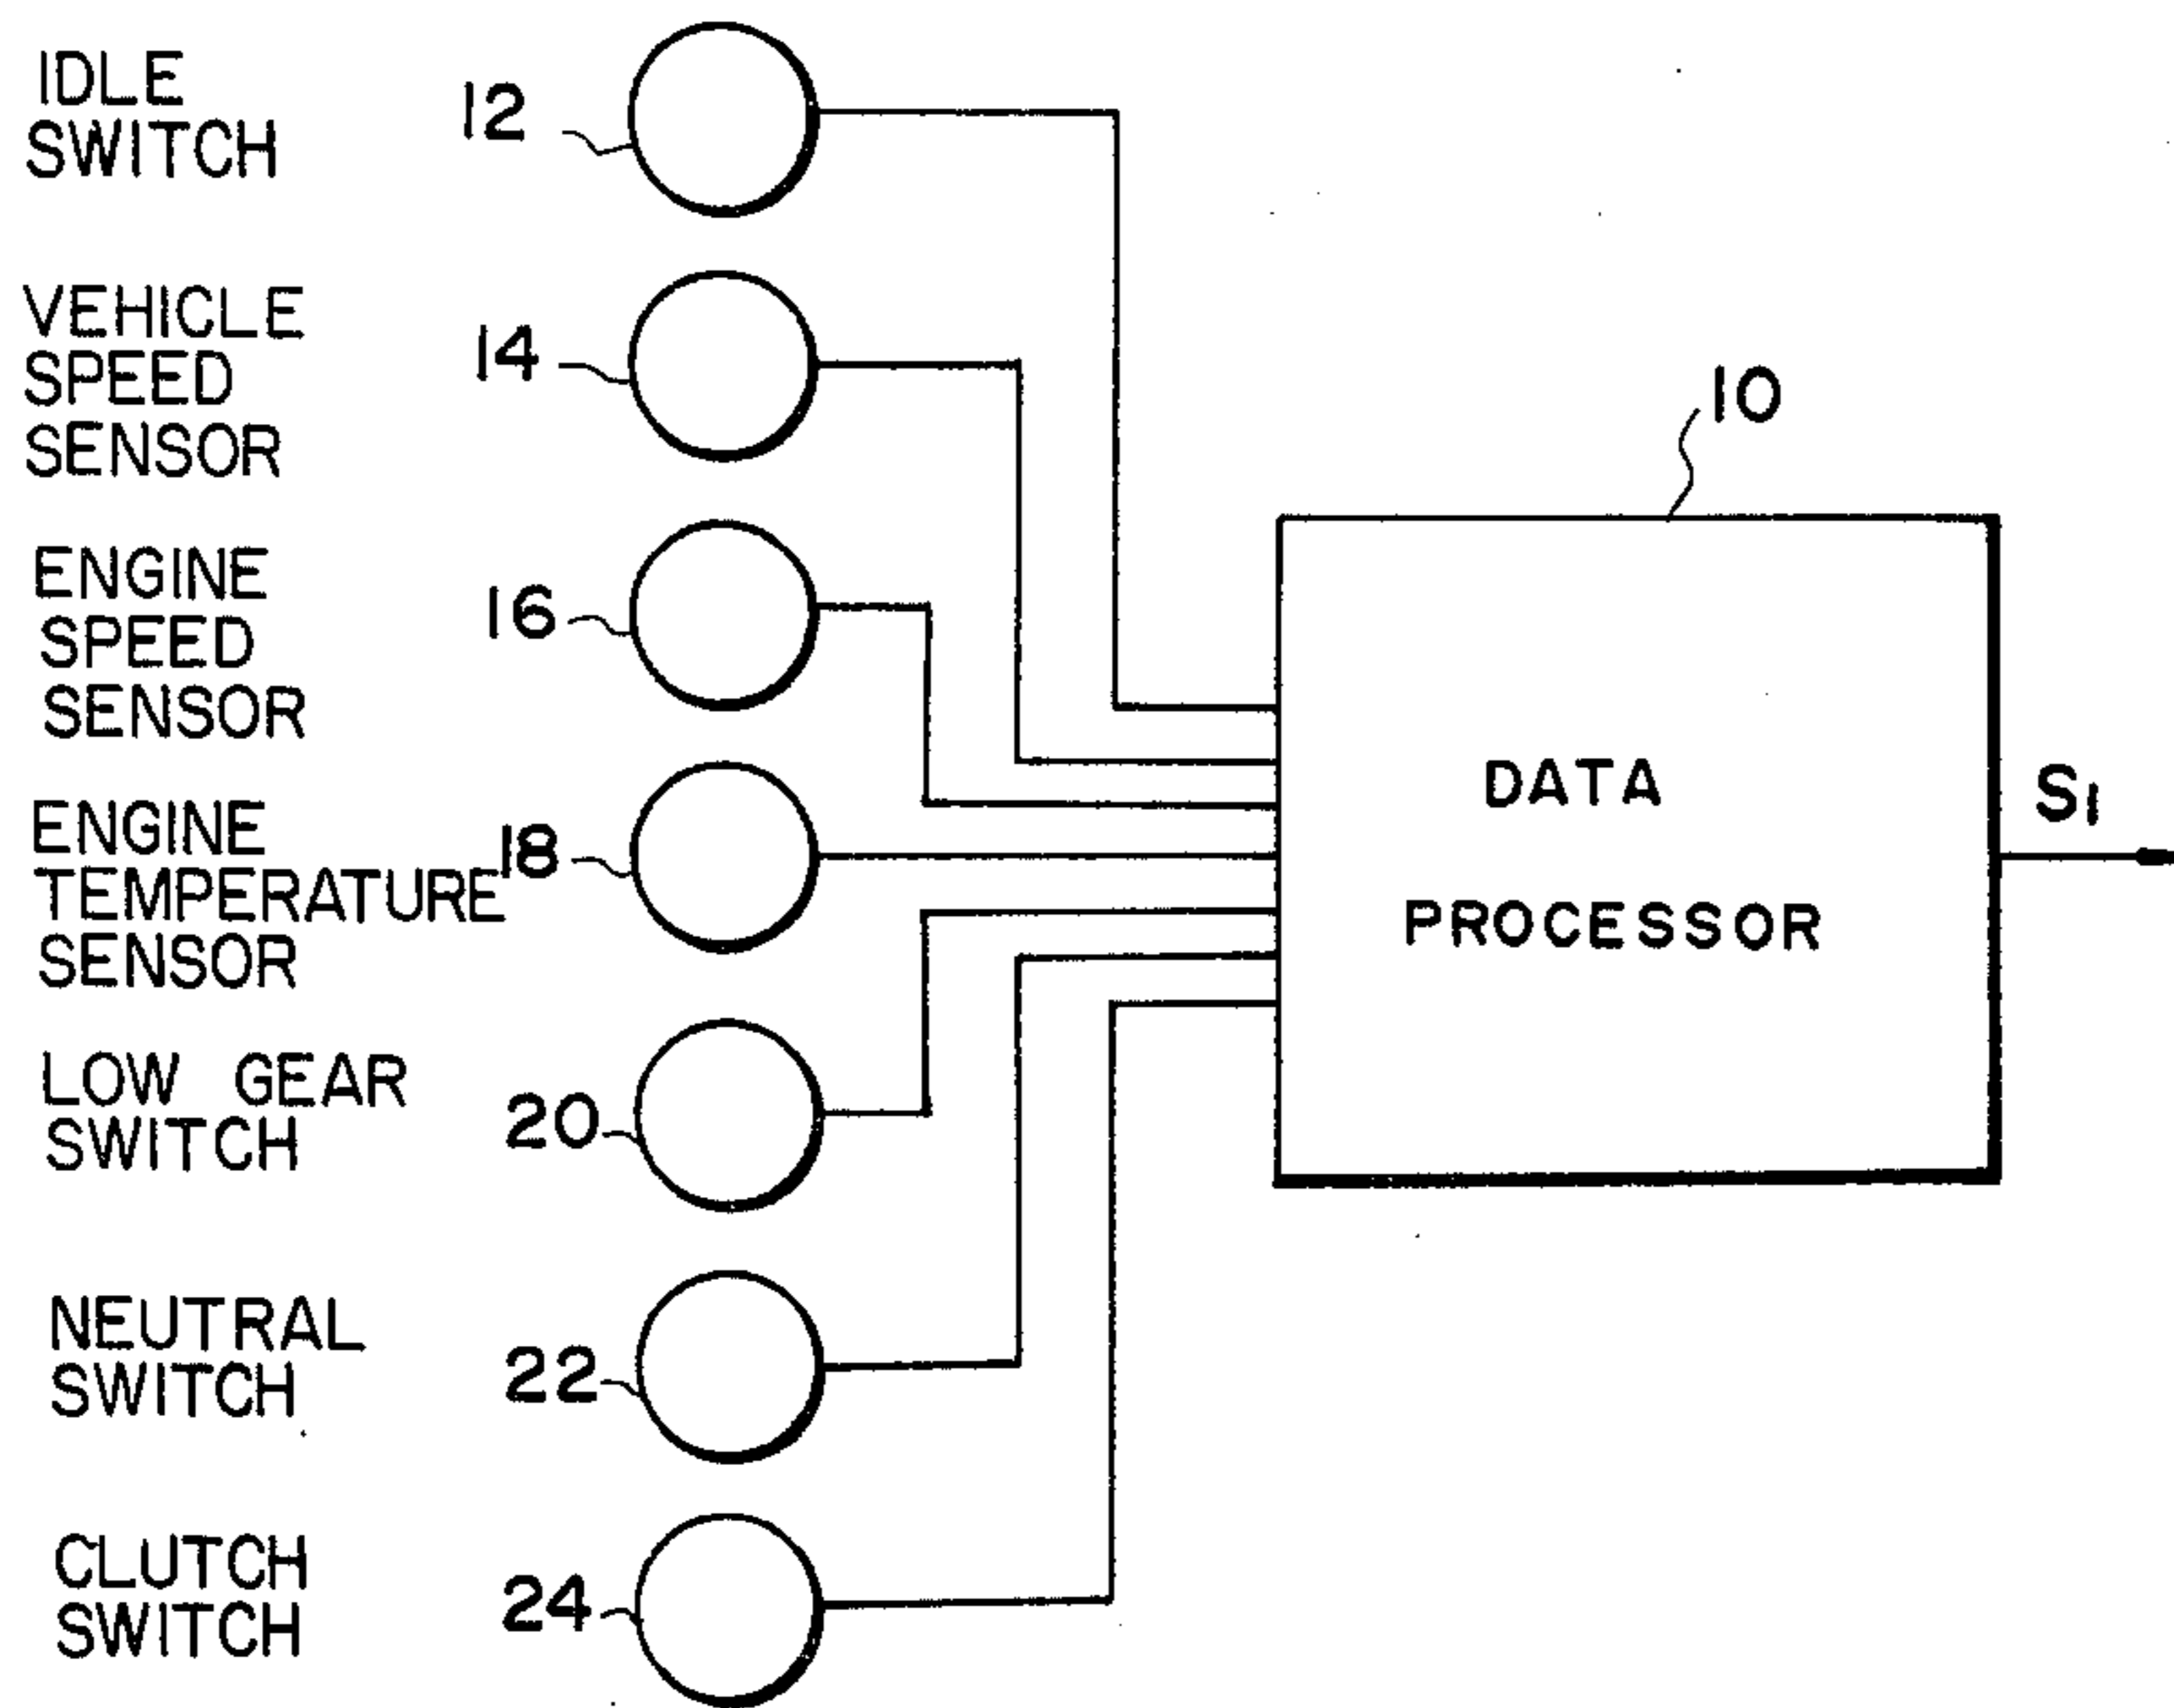 IDLE
SWITCH
12
VEHICLE
SPEED
SENSOR
14
10
ENGINE
SPEED
SENSOR
16
DATA
PROCESSOR
S1
ENGINE
TEMPERATURE
SENSOR
18
LOW GEAR
SWITCH
20
NEUTRAL
SWITCH
22
CLUTCH
SWITCH
24